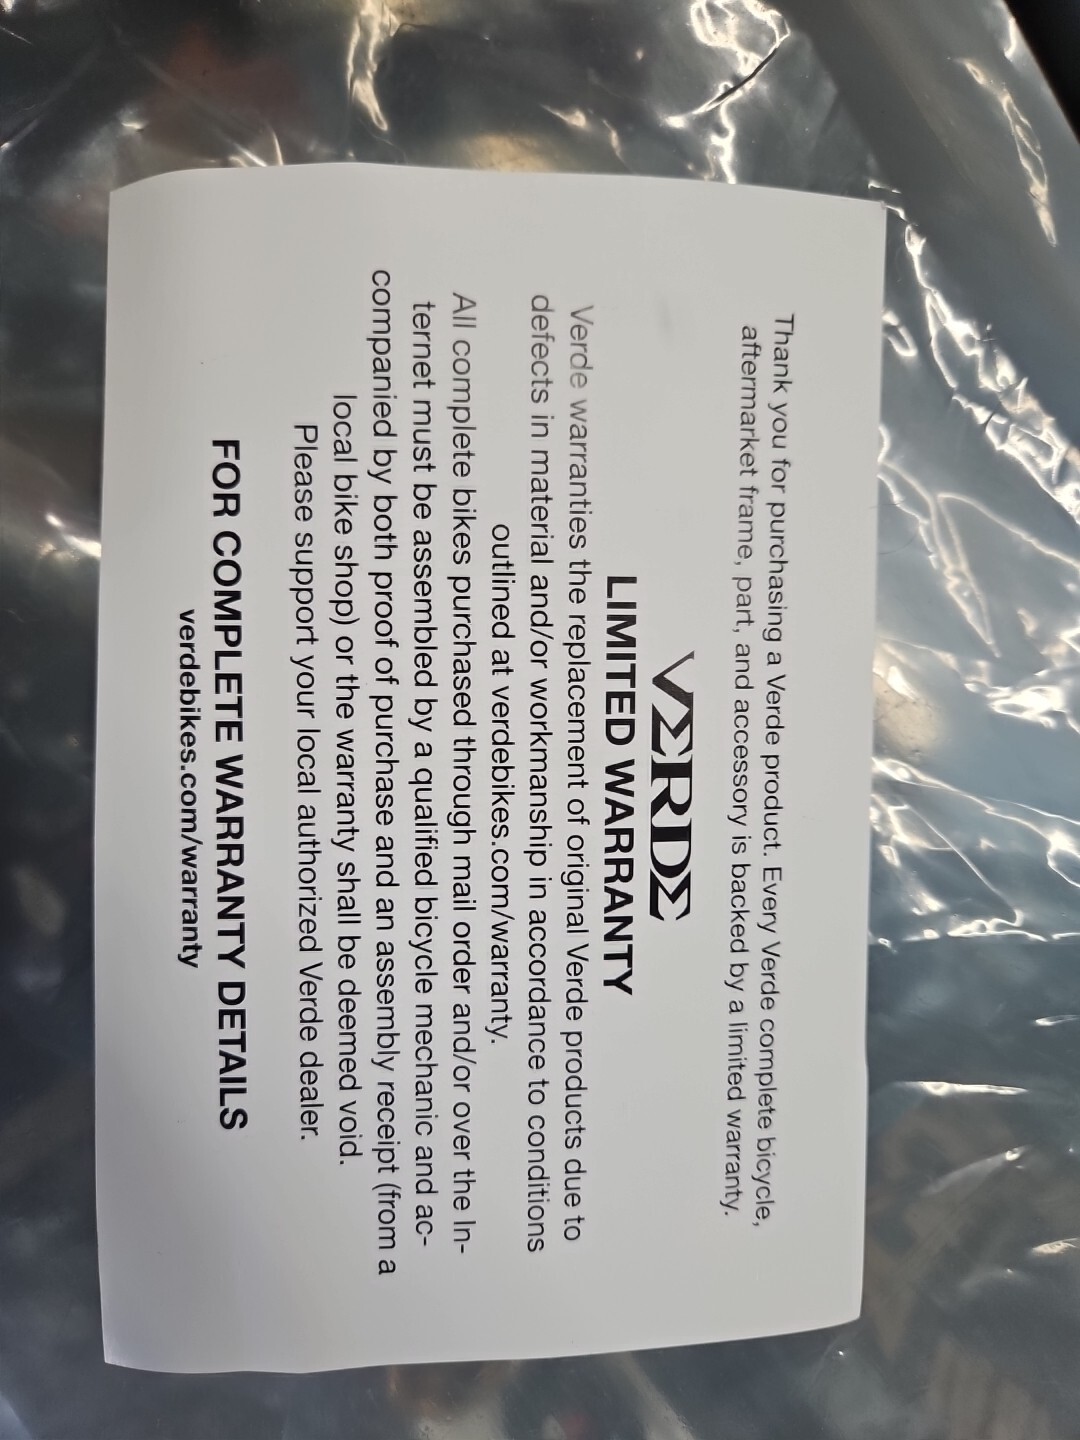 Thank you for purchasing a Verde product. Every Verde complete bicycle,
aftermarket frame, part, and accessory is backed by a limited warranty.
VΣRDΣ
LIMITED WARRANTY
Verde warranties the replacement of original Verde products due to
defects in material and/or workmanship in accordance to conditions
outlined at verdebikes.com/warranty.
All complete bikes purchased through mail order and/or over the In-
ternet must be assembled by a qualified bicycle mechanic and ac-
companied by both proof of purchase and an assembly receipt (from a
local bike shop) or the warranty shall be deemed void.
Please support your local authorized Verde dealer.
FOR COMPLETE WARRANTY DETAILS
verdebikes.com/warranty